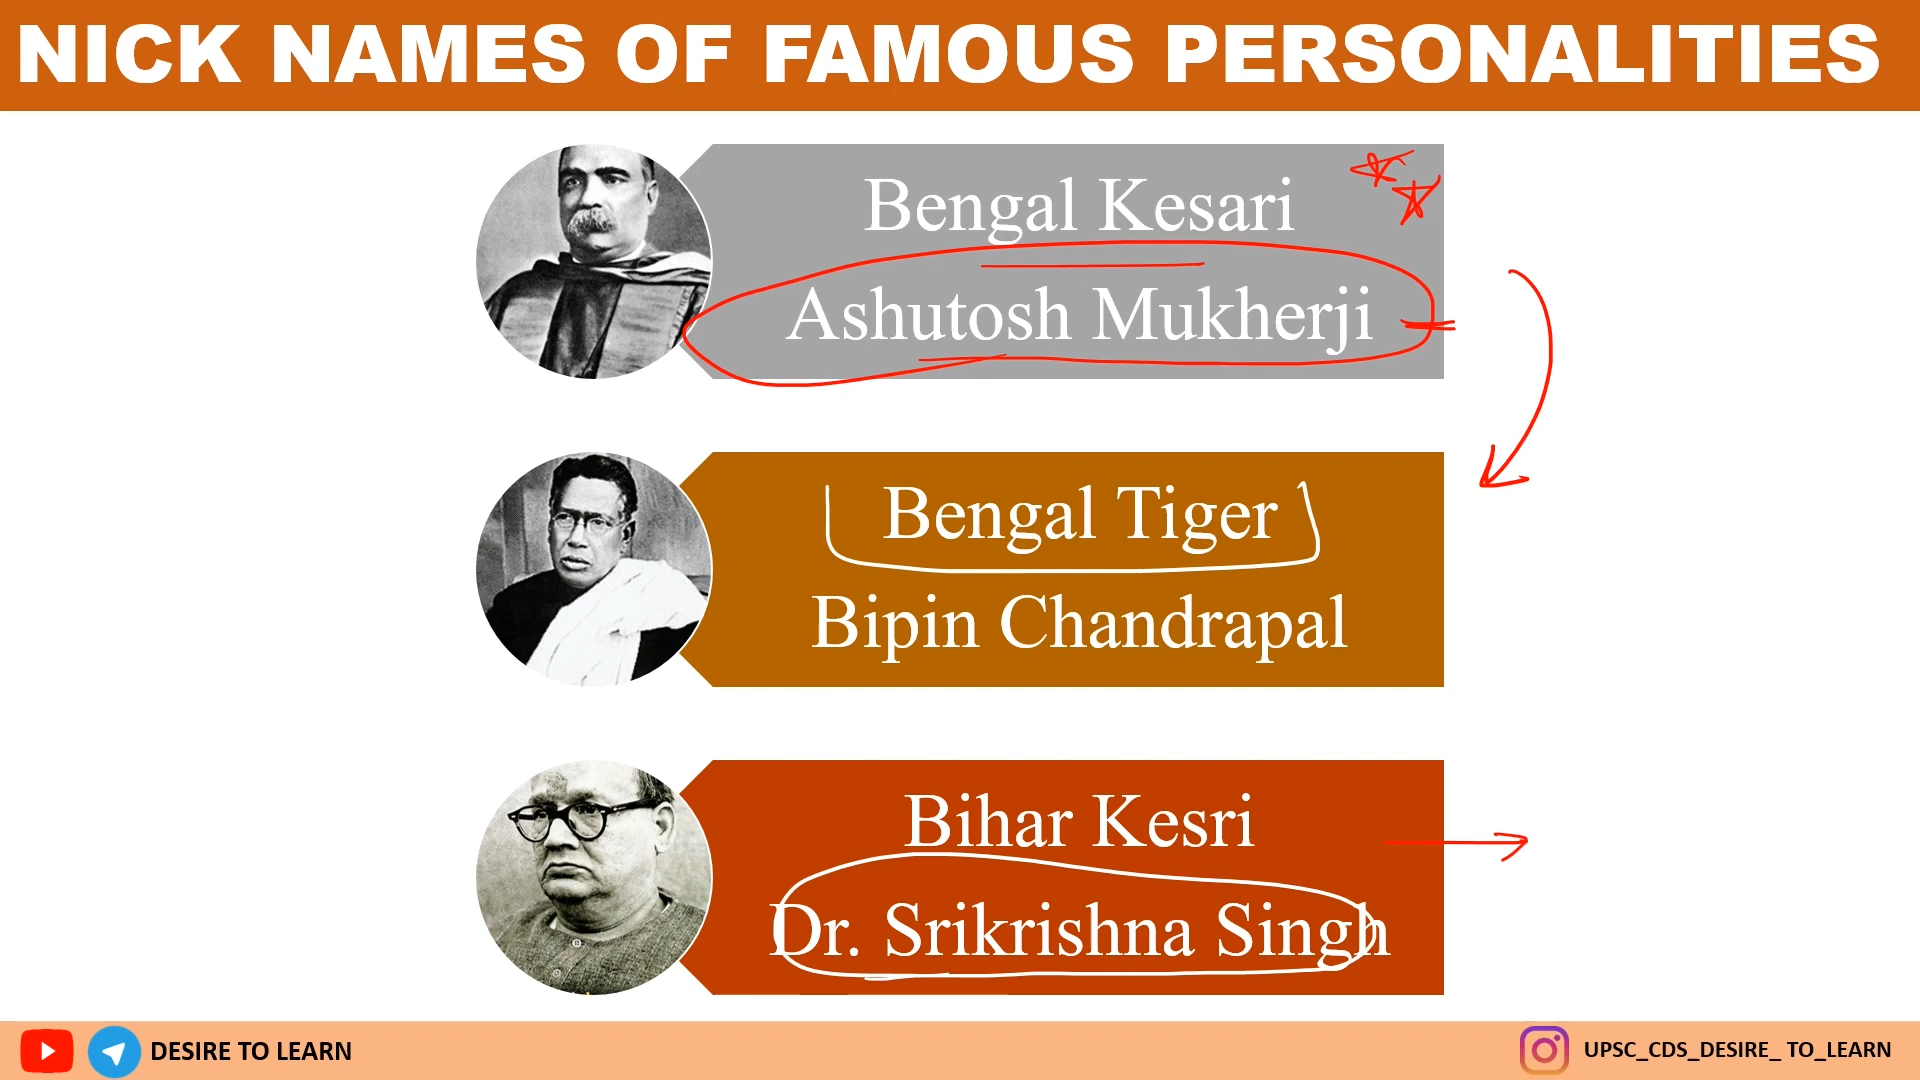 NICK NAMES OF FAMOUS PERSONALITIES
Bengal Kesari
Ashutosh Mukherji
Bengal Tiger
Bipin Chandrapal
Bihar Kesri
Dr. Srikrishna Singh
DESIRE TO LEARN
UPSC_CDS_DESIRE_ TO_LEARN